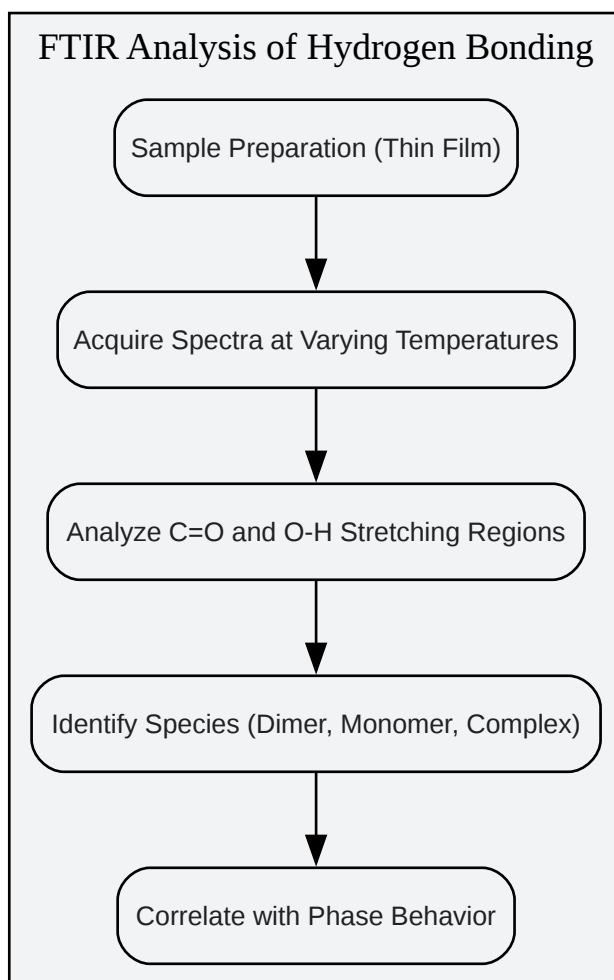 FTIR Analysis of Hydrogen Bonding
Sample Preparation (Thin Film)
Acquire Spectra at Varying Temperatures
Analyze C=O and O-H Stretching Regions
Identify Species (Dimer, Monomer, Complex)
Correlate with Phase Behavior